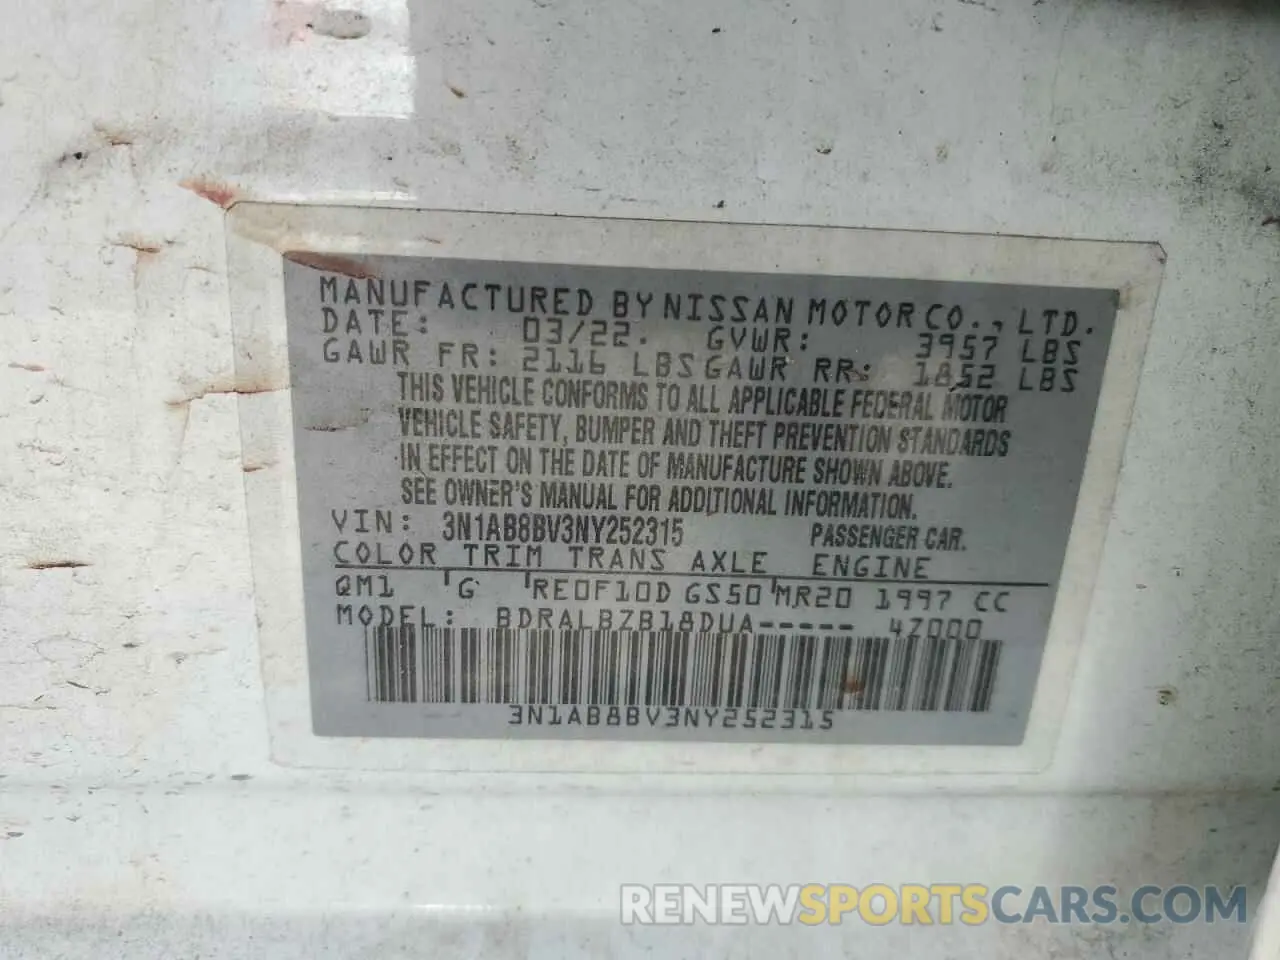 MANUFACTURED BY NISSAN MOTOR CO., LTD.
DATE: 03/22. GVWR: 3957 LBS
GAWR FR: 2116 LBS GAWR RR: 1852 LBS
THIS VEHICLE CONFORMS TO ALL APPLICABLE FEDERAL MOTOR
VEHICLE SAFETY, BUMPER AND THEFT PREVENTION STANDARDS
IN EFFECT ON THE DATE OF MANUFACTURE SHOWN ABOVE.
SEE OWNER'S MANUAL FOR ADDITIONAL INFORMATION.
VIN: 3N1AB8BV3NY252315 PASSENGER CAR.
COLOR TRIM TRANS AXLE ENGINE
QM1 G RE0F10D GS50 MR20 1997 CC
MODEL: BDRALBZB18DUA----- 4Z000
3N1AB8BV3NY252315
RENEWSPORTSCARS.COM